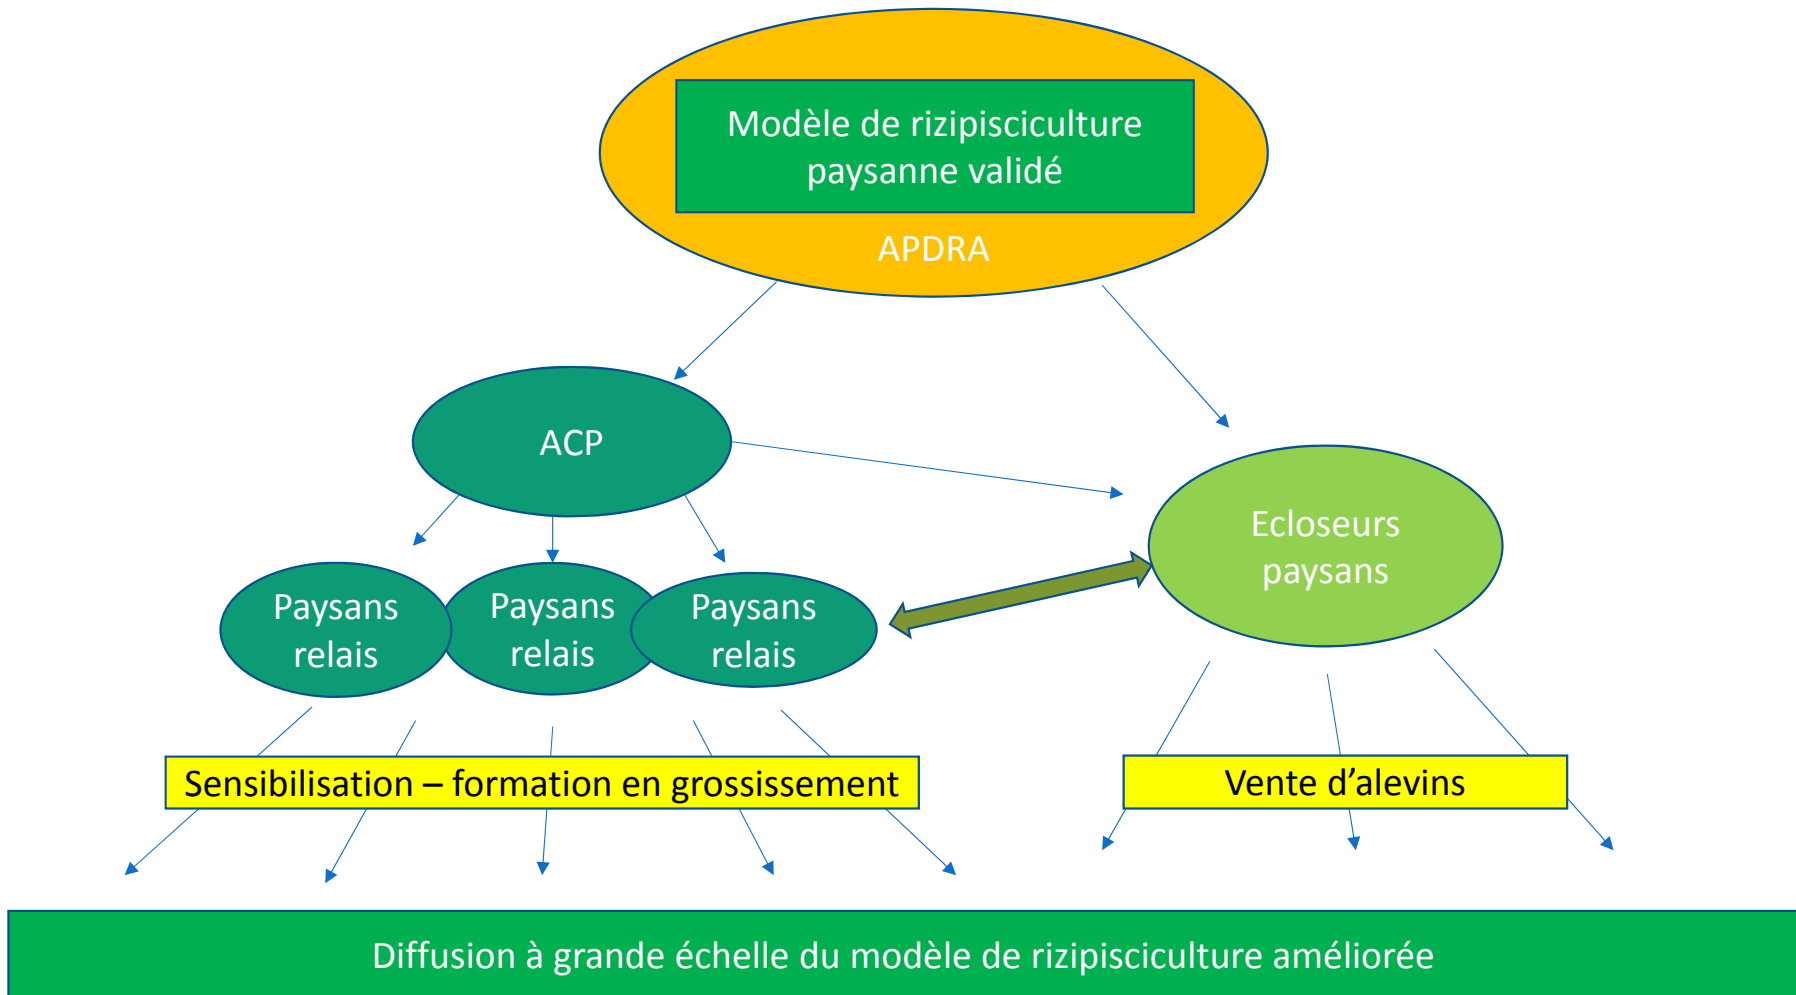 Modèle de rizipisciculture
paysanne validé
APDRA
ACP
Ecloseurs
paysans
Paysans
relais
Paysans
relais
Paysans
relais
Sensibilisation – formation en grossissement
Vente d’alevins
Diffusion à grande échelle du modèle de rizipisciculture améliorée